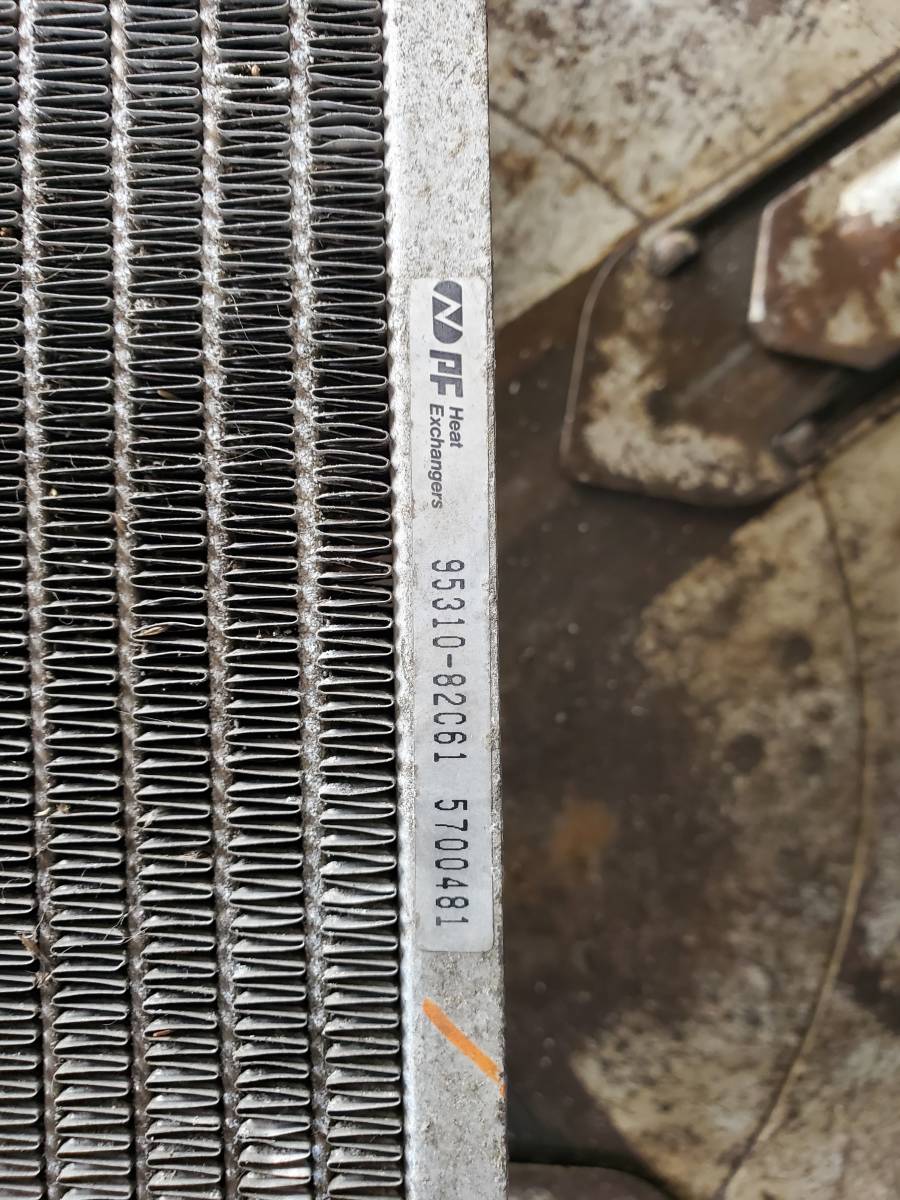 PF
Heat
Exchangers
95310-82C61 5700481